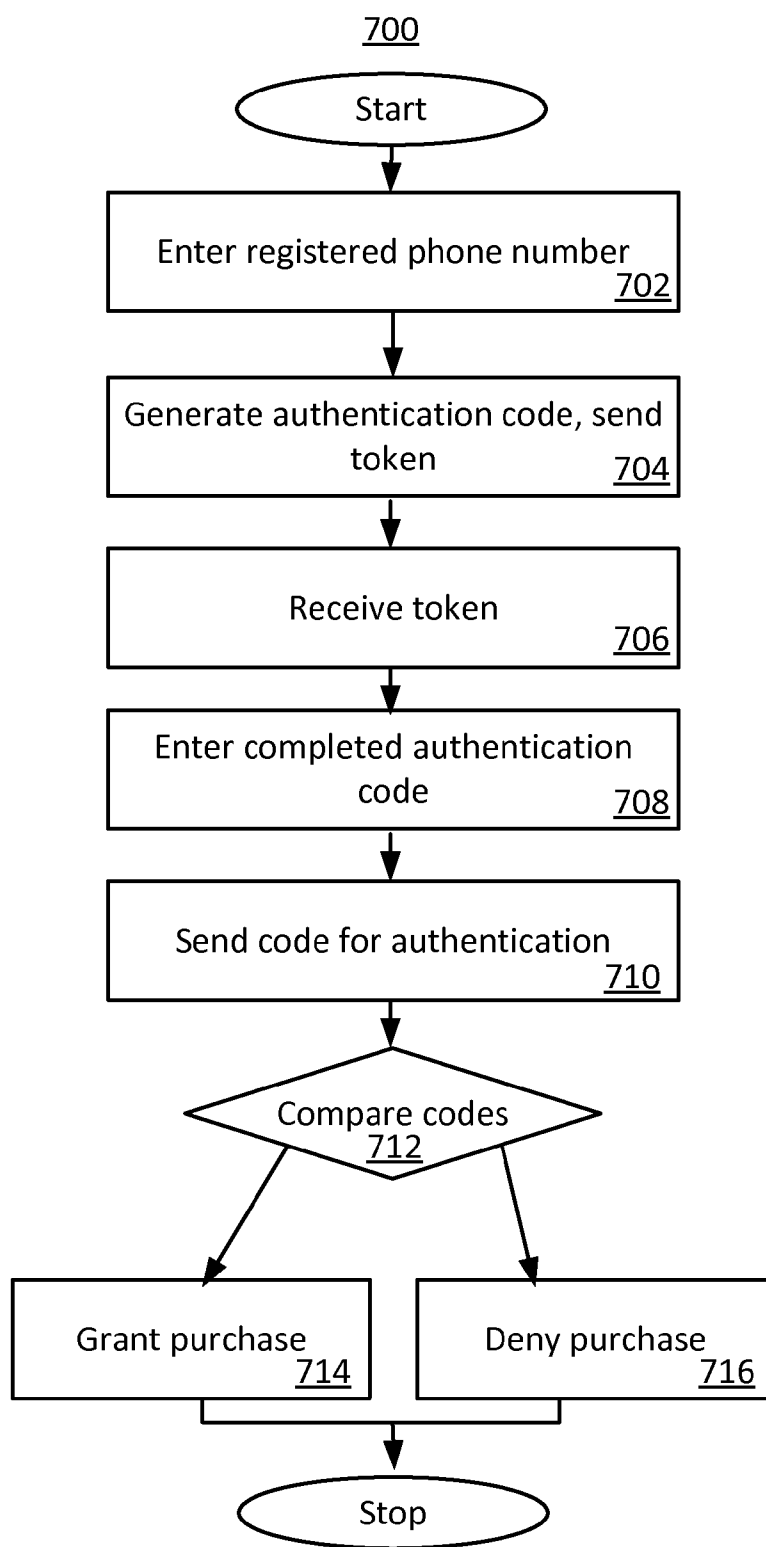 700
Start
Enter registered phone number
702
Generate authentication code, send
token
704
Receive token
706
Enter completed authentication
code
708
Send code for authentication
710
Compare codes
712
Grant purchase
714
Deny purchase
716
Stop